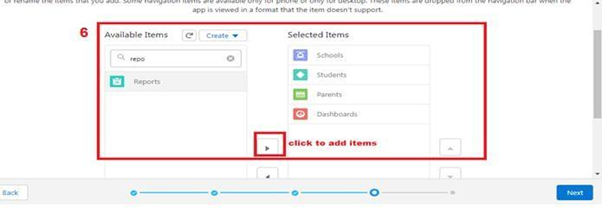 or rename the items that you add. Some navigation items are available only for phone or only for desktop. These items are dropped from the navigation bar when the
app is viewed in a format that the item doesn't support.
6
Available Items
Create
Selected Items
repo
Reports
Schools
Students
Parents
Dashboards
click to add items
Back
Next